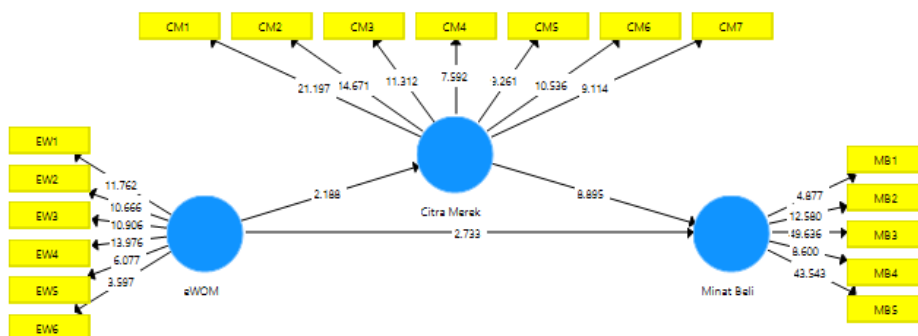 CM1 CM2 CM3 CM4 CM5 CM6 CM7
21.197 14.671 11.312 7.592 10.536 9.114
Citra Merek
EW1
EW2
EW3
EW4
EW5
EW6
11.762
10.666
10.906
13.976
6.077
3.597
eWOM
2.188
8.895
2.733
Minat Beli
4.877
12.580
49.636
8.600
43.543
MB1
MB2
MB3
MB4
MB5